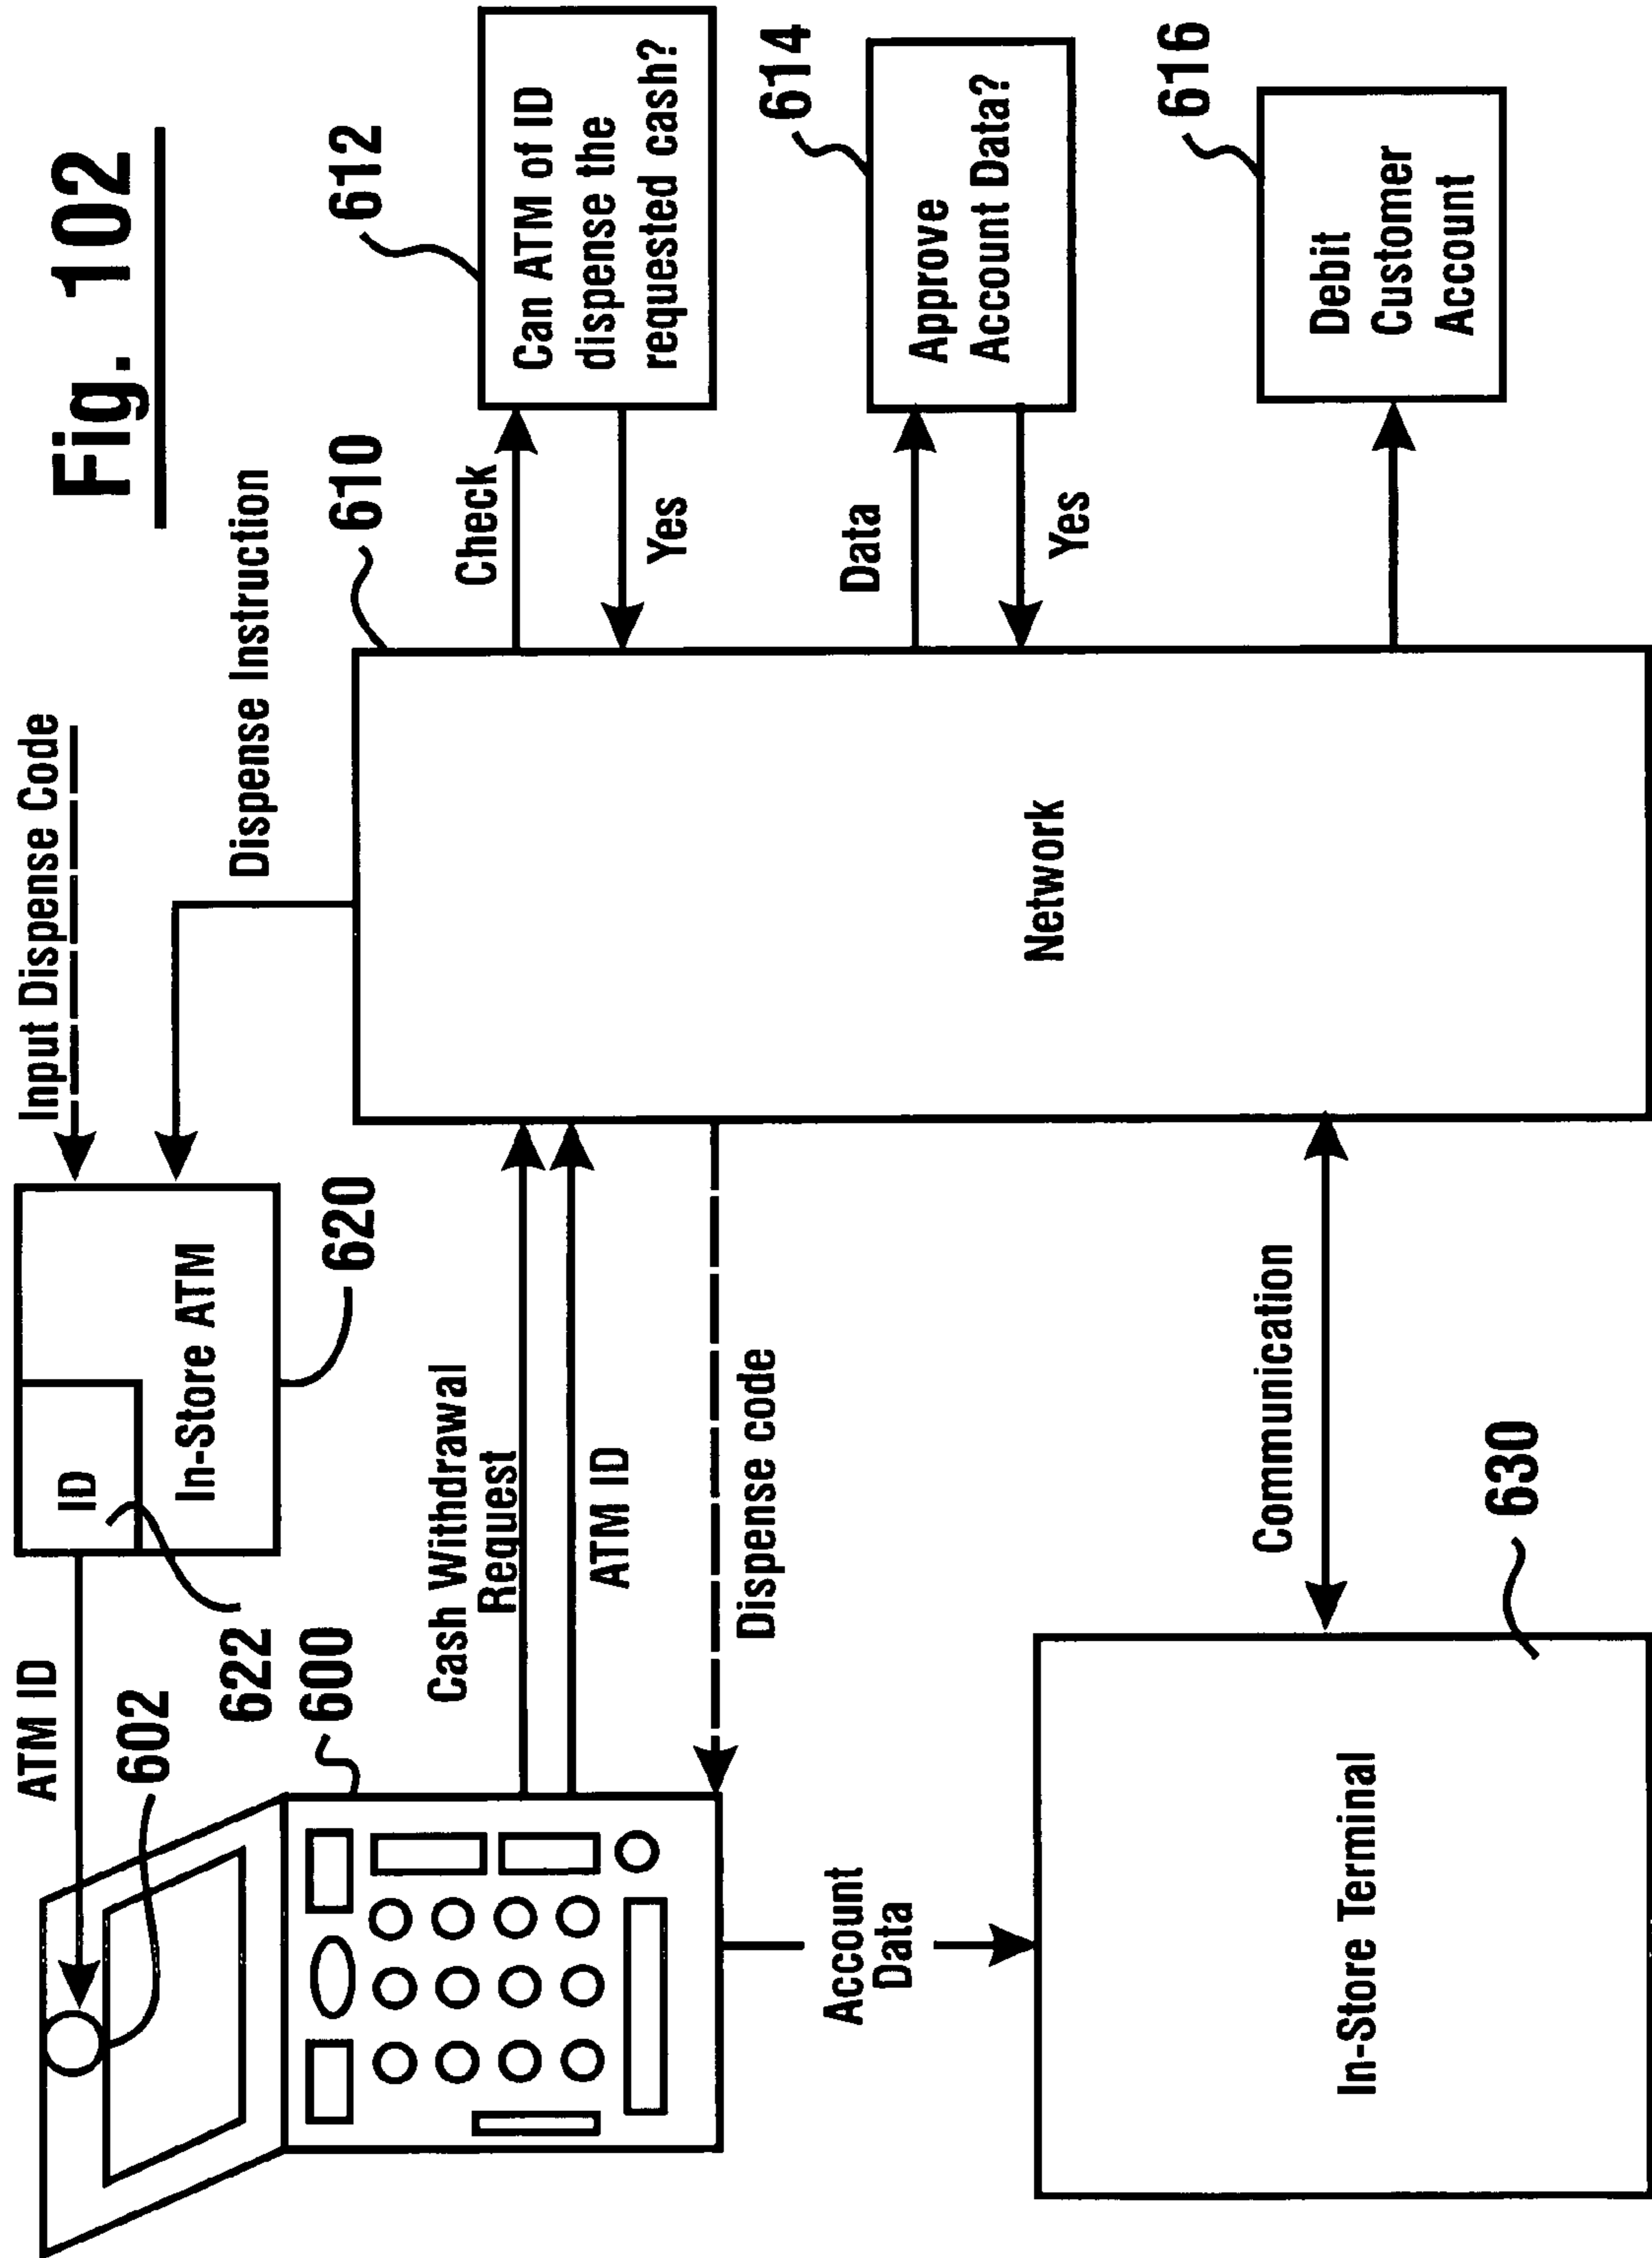 Fig. 102
Input Dispense Code
Dispense Instruction
ATM ID
602
ID
In-Store ATM
622
620
600
610
612
Cash Withdrawal
Request
ATM ID
Dispense code
Check
Yes
Can ATM of ID
dispense the
requested cash?
614
Data
Yes
Approve
Account Data?
616
Debit
Customer
Account
Network
Account
Data
Communication
630
In-Store Terminal